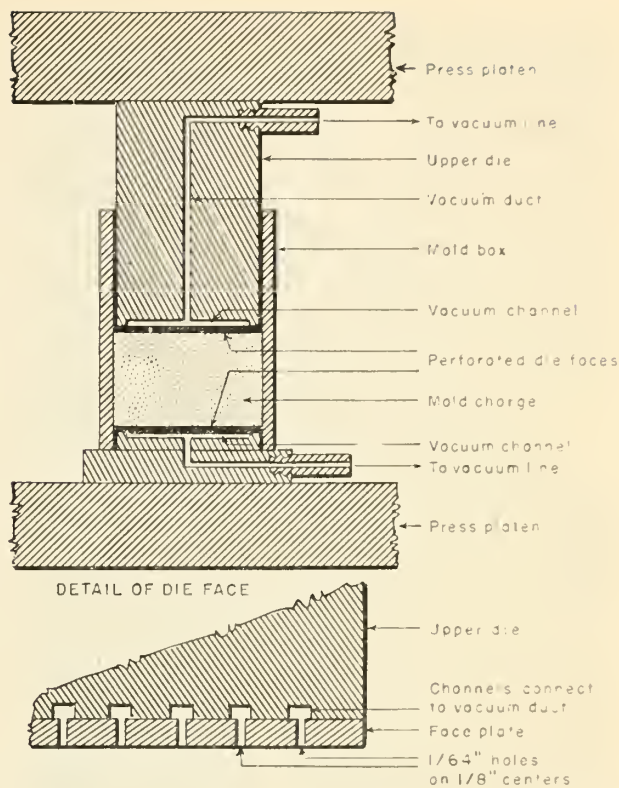 Press platen
To vacuum line
Upper die
Vacuum duct
Mold box
Vacuum channel
Perforated die faces
Mold charge
Vacuum channel
To vacuum line
Press platen
DETAIL OF DIE FACE
Upper die
Channels connect
to vacuum duct
Face plate
1/64" holes
on 1/8" centers